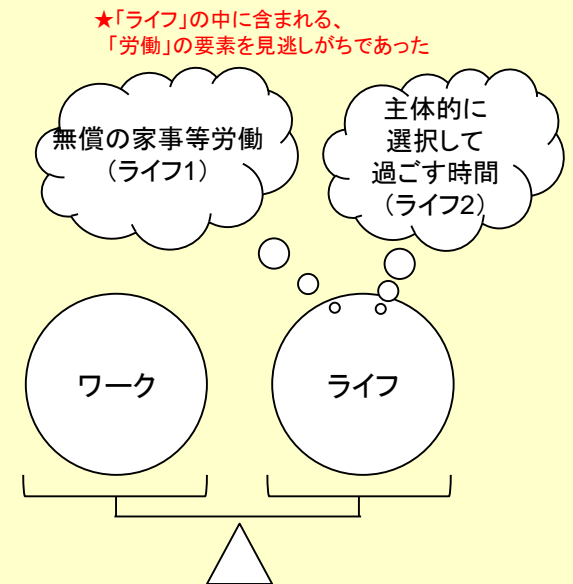 ★「ライフ」の中に含まれる、
「労働」の要素を見逃しがちであった
無償の家事等労働
（ライフ1）
主体的に
選択して
過ごす時間
（ライフ2）
ワーク
ライフ